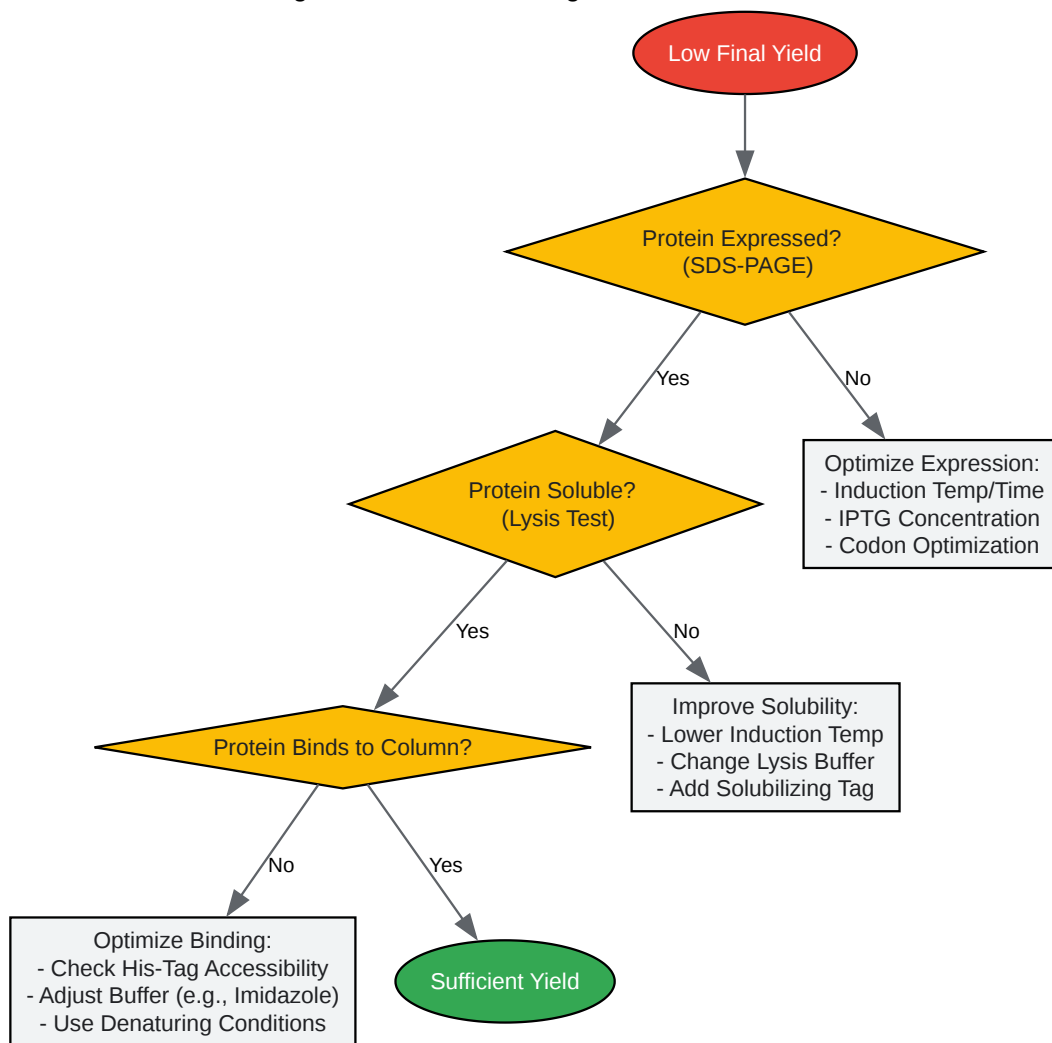 Low Final Yield
Protein Expressed?
(SDS-PAGE)
Yes
No
Optimize Expression:
- Induction Temp/Time
- IPTG Concentration
- Codon Optimization
Protein Soluble?
(Lysis Test)
Yes
No
Improve Solubility:
- Lower Induction Temp
- Change Lysis Buffer
- Add Solubilizing Tag
Protein Binds to Column?
No
Yes
Optimize Binding:
- Check His-Tag Accessibility
- Adjust Buffer (e.g., Imidazole)
- Use Denaturing Conditions
Sufficient Yield